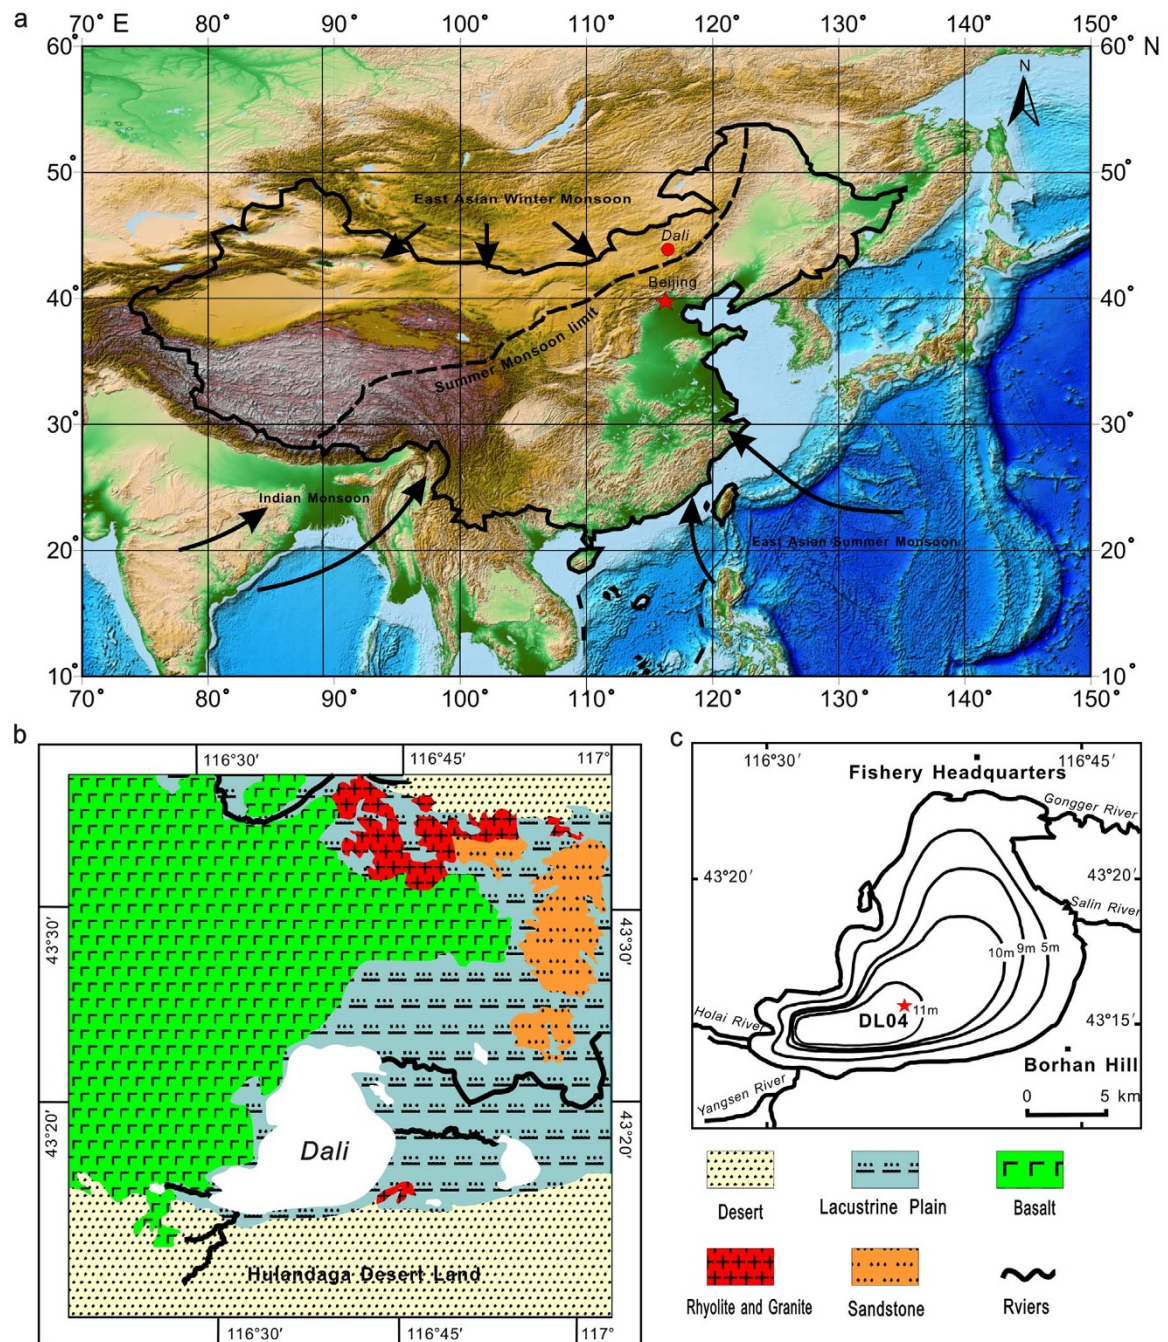 a
70° E
80°
90°
100°
110°
120°
130°
140°
150°
60°
60° N
N
50°
50°
East Asian Winter Monsoon
Dali
Beijing
40°
40°
Summer Monsoon limit
30°
30°
Indian Monsoon
East Asian Summer Monsoon
20°
20°
10°
10°
70°
80°
90°
100°
110°
120°
130°
140°
150°
b
116°30′
116°45′
117°
43°30′
43°30′
43°20′
43°20′
Dali
Hulandaga Desert Land
116°30′
116°45′
117°
c
116°30′
116°45′
Fishery Headquarters
Gongger River
43°20′
43°20′
Salin River
10m 9m 5m
11m
DL04
Holai River
43°15′
Borhan Hill
Yangsen River
0 5 km
Desert
Lacustrine Plain
Basalt
Rhyolite and Granite
Sandstone
Rviers